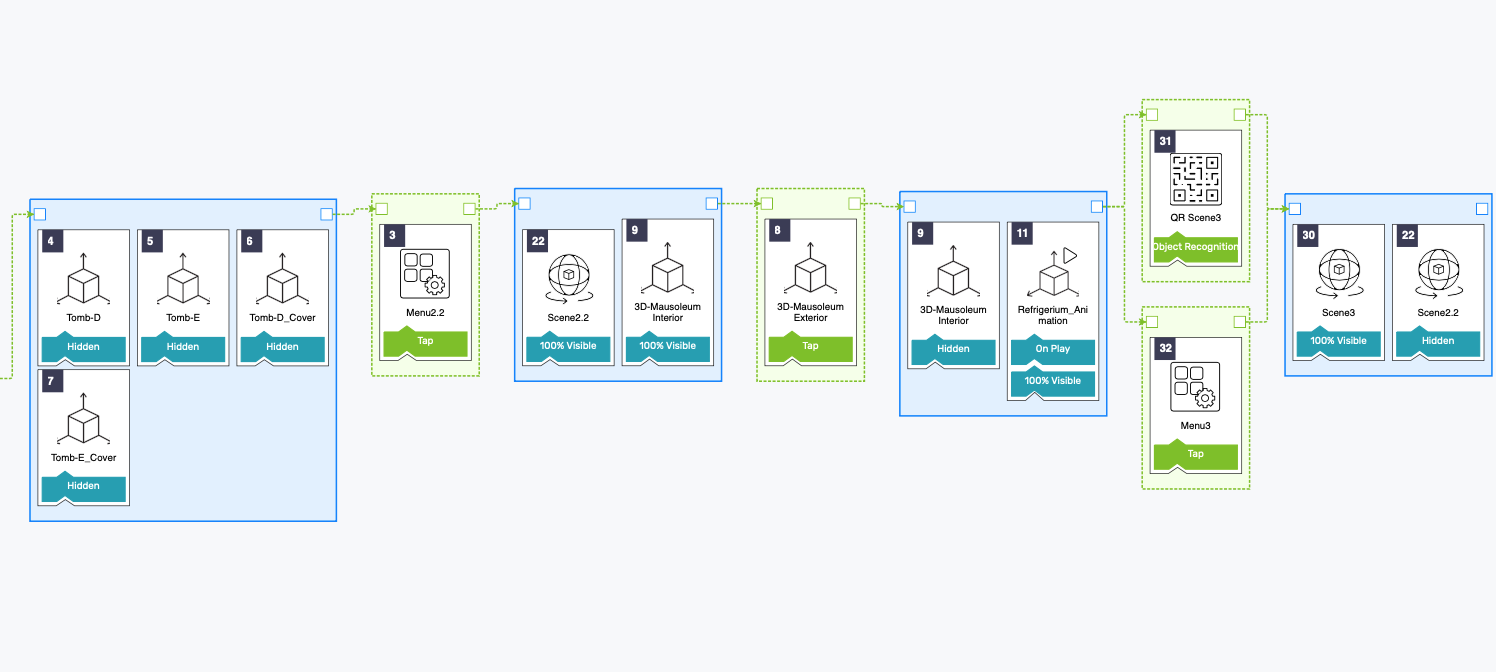 4
Tomb-D
Hidden
5
Tomb-E
Hidden
6
Tomb-D_Cover
Hidden
7
Tomb-E_Cover
Hidden
3
Menu2.2
Tap
22
Scene2.2
100% Visible
9
3D-Mausoleum
Interior
100% Visible
8
3D-Mausoleum
Exterior
Tap
9
3D-Mausoleum
Interior
Hidden
11
Refrigerium_Ani
mation
On Play
100% Visible
31
QR Scene3
Object Recognition
32
Menu3
Tap
30
Scene3
100% Visible
22
Scene2.2
Hidden